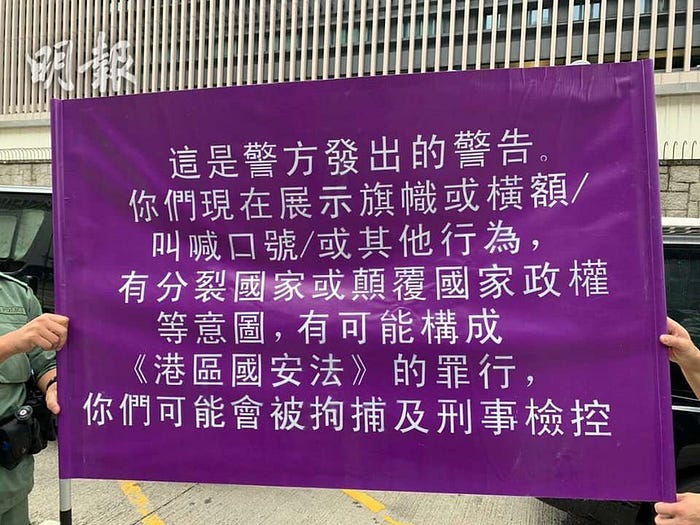 明報
這是警方發出的警告。
你們現在展示旗幟或橫額/
叫喊口號/或其他行為，
有分裂國家或顛覆國家政權
等意圖，有可能構成
《港區國安法》的罪行，
你們可能會被拘捕及刑事檢控
POLICE